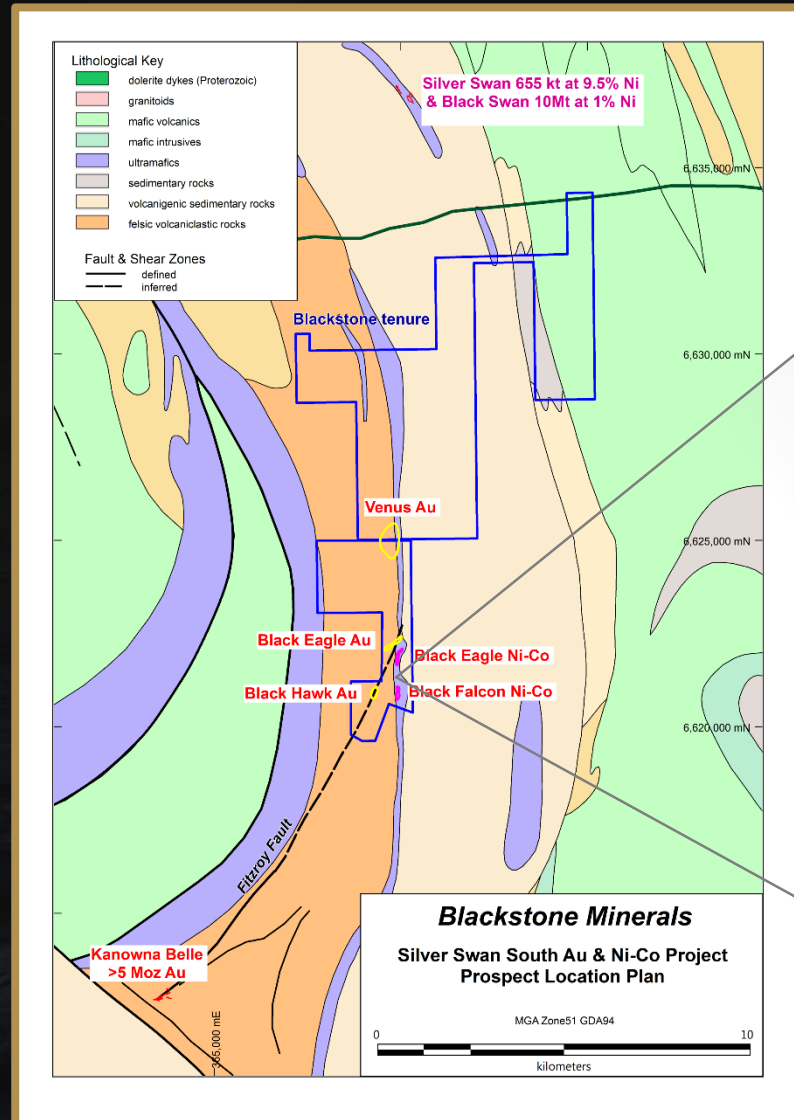 Lithological Key
dolerite dykes (Proterozoic)
granitoids
mafic volcanics
mafic intrusives
ultramafics
sedimentary rocks
volcanigenic sedimentary rocks
felsic volcaniclastic rocks
Fault & Shear Zones
defined
inferred
Silver Swan 655 kt at 9.5% Ni
& Black Swan 10Mt at 1% Ni
6,635,000 mN
Blackstone tenure
6,630,000 mN
Venus Au
6,625,000 mN
Black Eagle Au
Black Eagle Ni-Co
Black Hawk Au
Black Falcon Ni-Co
6,620,000 mN
Fitzroy Fault
Kanowna Belle
>5 Moz Au
355,000 mE
Blackstone Minerals
Silver Swan South Au & Ni-Co Project
Prospect Location Plan
MGA Zone51 GDA94
0 10
kilometers